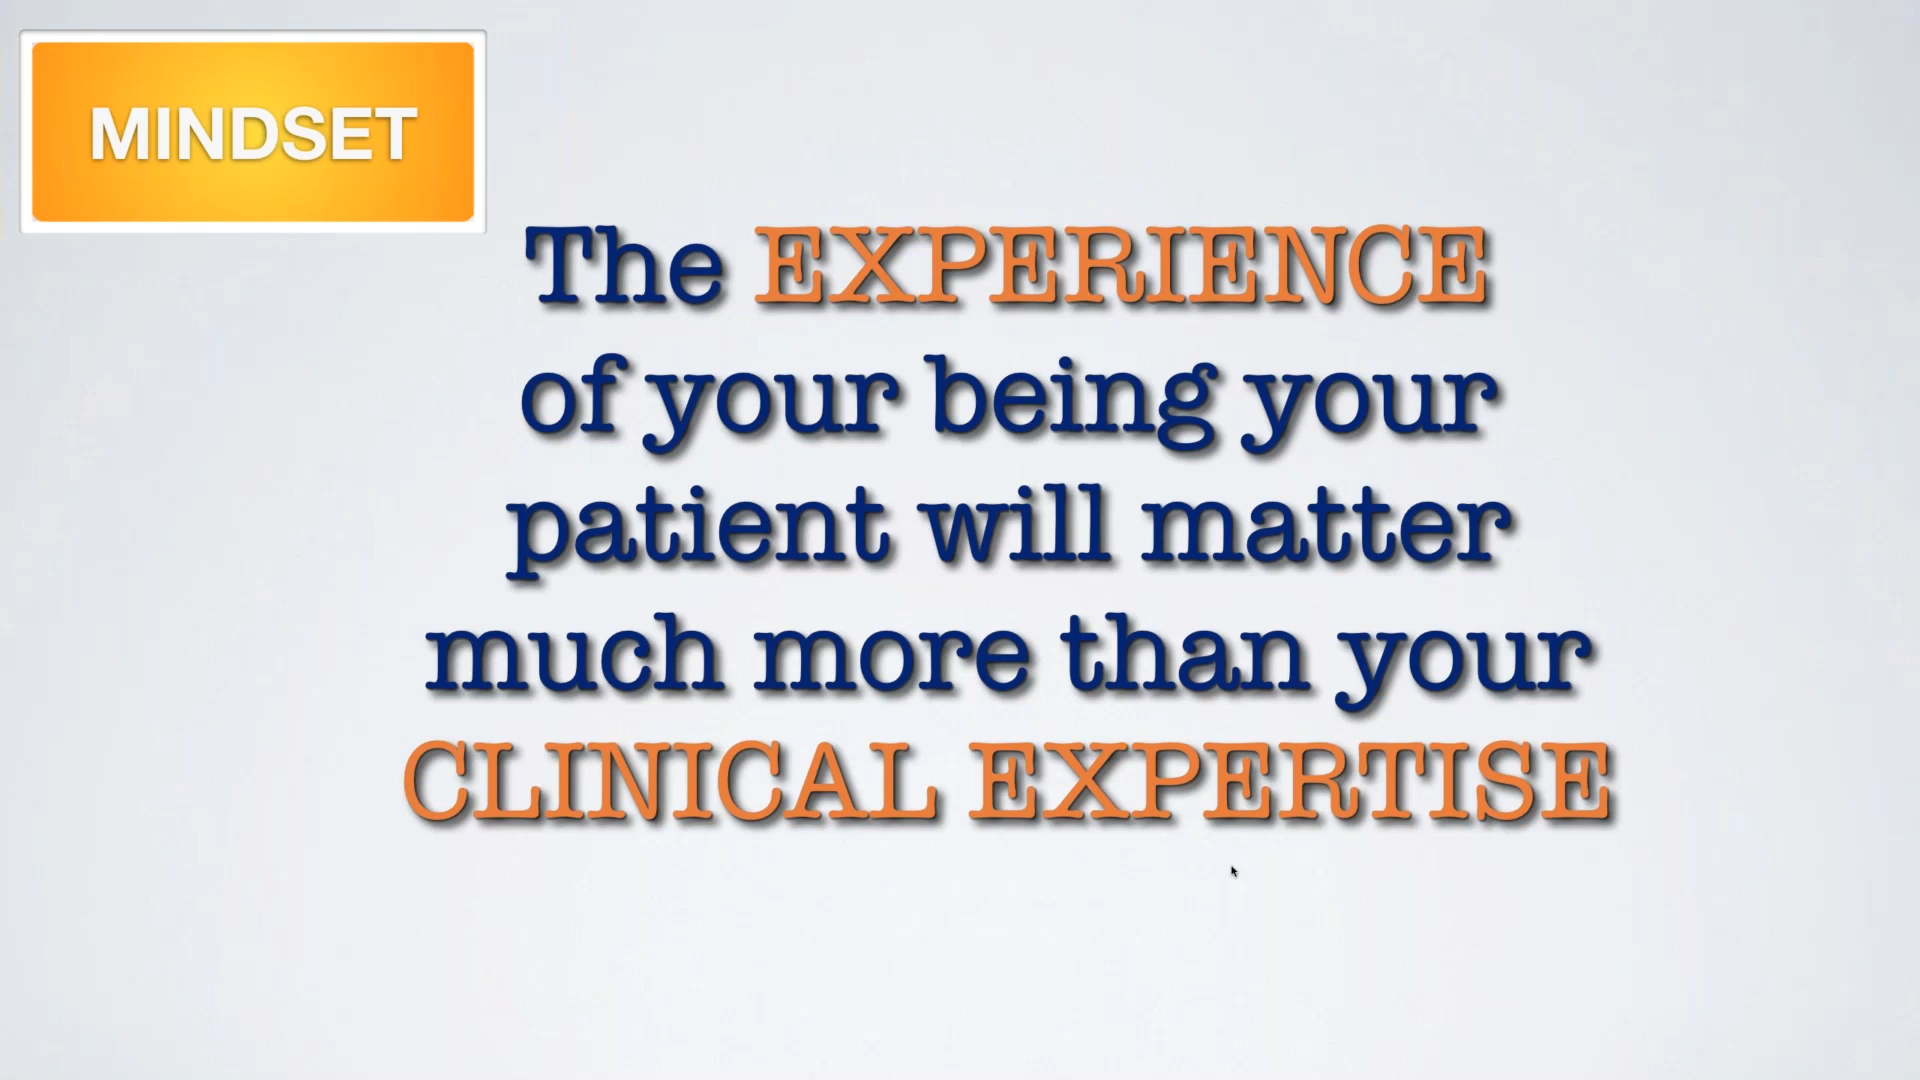 MINDSET
The EXPERIENCE
of your being your
patient will matter
much more than your
CLINICAL EXPERTISE